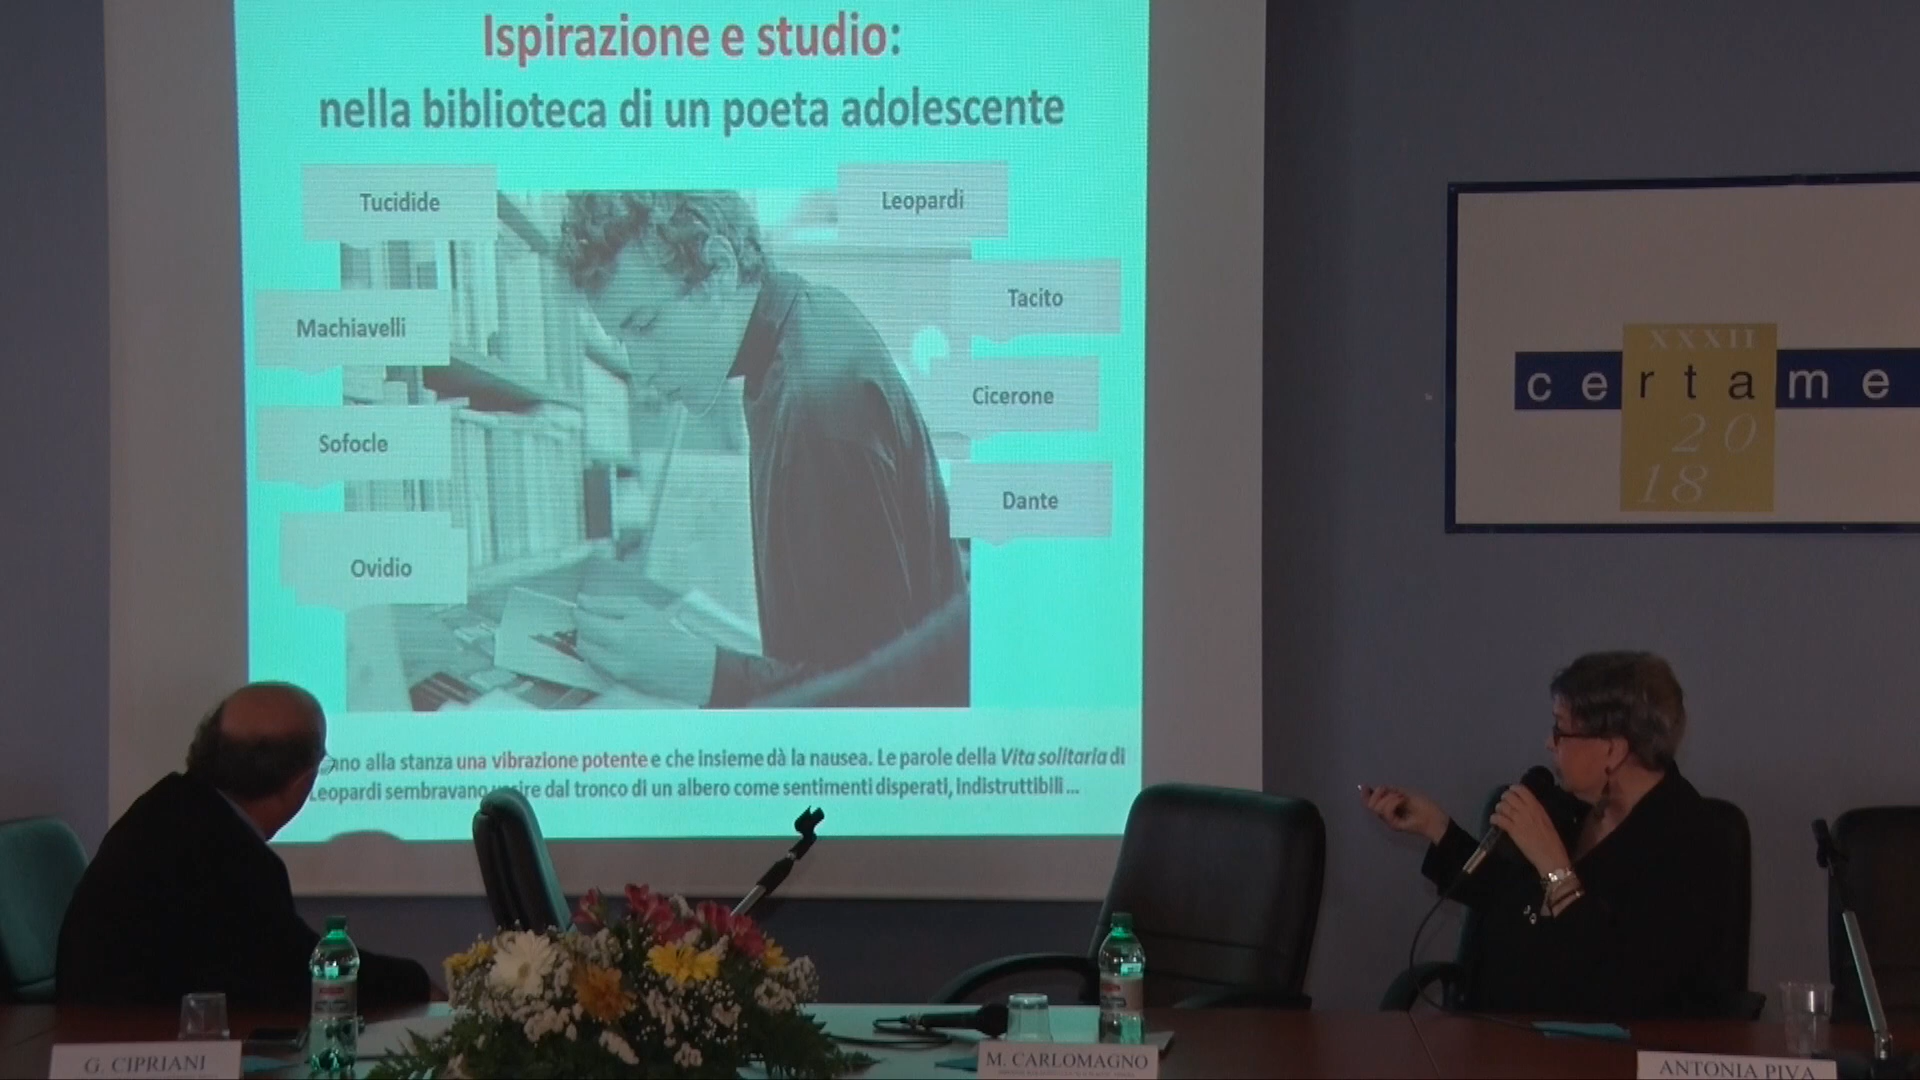 Ispirazione e studio:
nella biblioteca di un poeta adolescente
Tucidide
Leopardi
Tacito
Machiavelli
Cicerone
Sofocle
Dante
Ovidio
alla stanza una vibrazione potente e che insieme dà la nausea. Le parole della Vita solitaria di
Leopardi sembravano dal tronco di un albero come sentimenti disperati, indistruttibili ...
XXXII
certame
20
18
G. CIPRIANI
M. CARLOMAGNO
ANTONIA PIVA